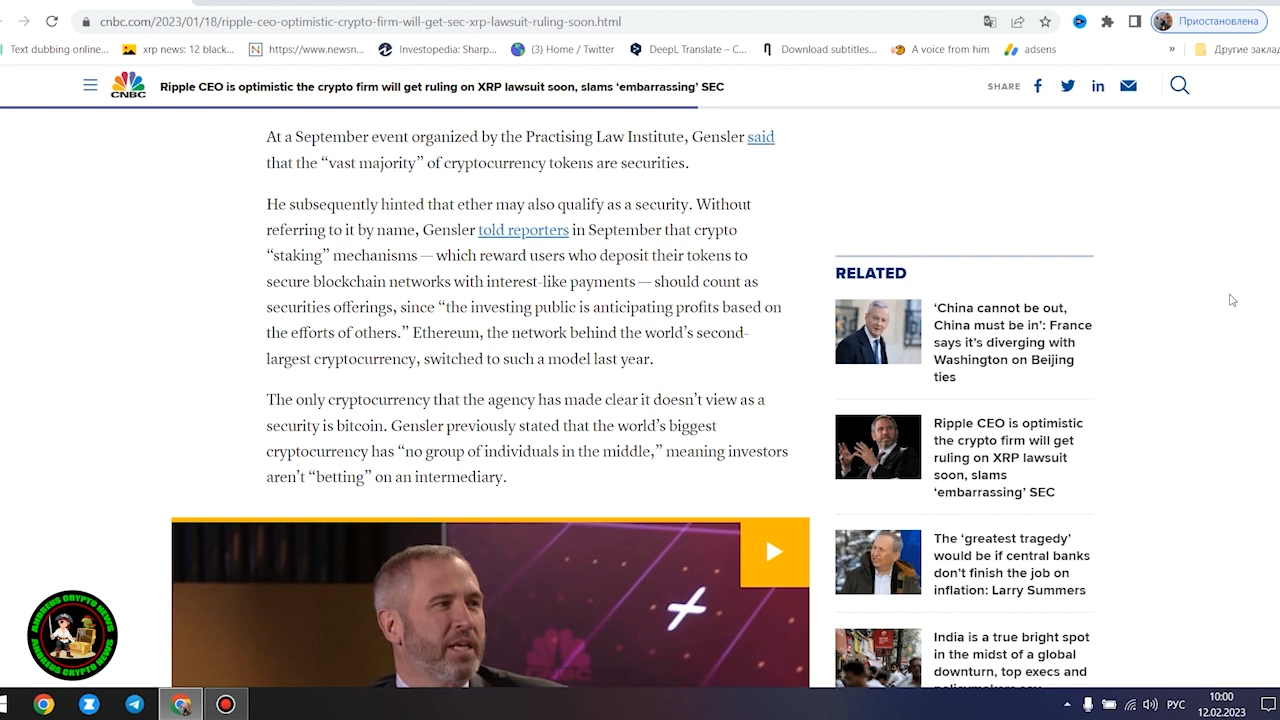 cnbc.com/2023/01/18/ripple-ceo-optimistic-crypto-firm-will-get-sec-xrp-lawsuit-ruling-soon.html
Приостановлена
Text dubbing online...
xrp news: 12 black...
https://www.newsn...
Investopedia: Sharp...
(3) Home / Twitter
DeepL Translate – C...
Download subtitles...
A voice from him
adsens
»
Другие закла
CNBC
Ripple CEO is optimistic the crypto firm will get ruling on XRP lawsuit soon, slams ‘embarrassing’ SEC
SHARE
At a September event organized by the Practising Law Institute, Gensler said
that the “vast majority” of cryptocurrency tokens are securities.
He subsequently hinted that ether may also qualify as a security. Without
referring to it by name, Gensler told reporters in September that crypto
“staking” mechanisms — which reward users who deposit their tokens to
secure blockchain networks with interest-like payments — should count as
securities offerings, since “the investing public is anticipating profits based on
the efforts of others.” Ethereum, the network behind the world’s second-
largest cryptocurrency, switched to such a model last year.
The only cryptocurrency that the agency has made clear it doesn’t view as a
security is bitcoin. Gensler previously stated that the world’s biggest
cryptocurrency has “no group of individuals in the middle,” meaning investors
aren’t “betting” on an intermediary.
RELATED
‘China cannot be out,
China must be in’: France
says it’s diverging with
Washington on Beijing
ties
Ripple CEO is optimistic
the crypto firm will get
ruling on XRP lawsuit
soon, slams
‘embarrassing’ SEC
The ‘greatest tragedy’
would be if central banks
don’t finish the job on
inflation: Larry Summers
India is a true bright spot
in the midst of a global
downturn, top execs and
ANDREUS CRYPTO NEWS
ANDREUS CRYPTO NEWS
РУС
10:00
12.02.2023